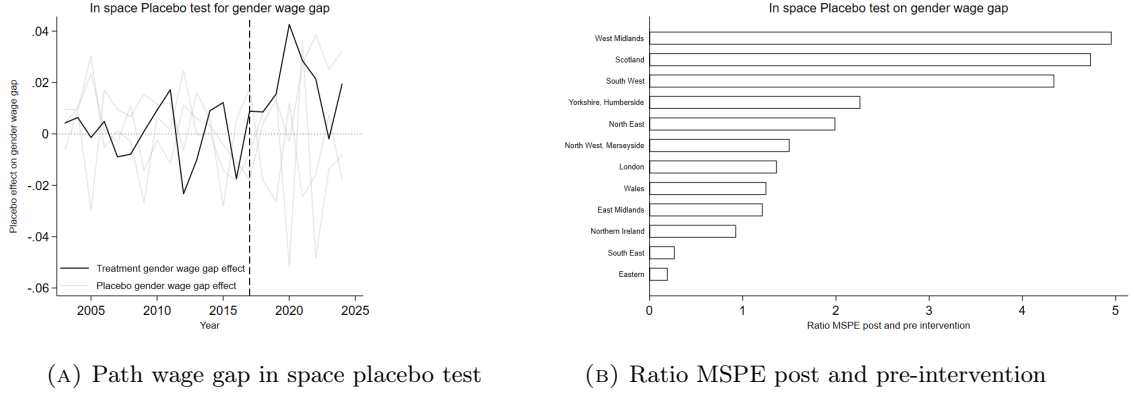 In space Placebo test for gender wage gap
Placebo effect on gender wage gap
.04
.02
0
-.02
-.04
-.06
Treatment gender wage gap effect
Placebo gender wage gap effect
2005
2010
2015
2020
2025
Year
(A) Path wage gap in space placebo test
In space Placebo test on gender wage gap
West Midlands
Scotland
South West
Yorkshire, Humberside
North East
North West, Merseyside
London
Wales
East Midlands
Northern Ireland
South East
Eastern
0
1
2
3
4
5
Ratio MSPE post and pre intervention
(B) Ratio MSPE post and pre-intervention